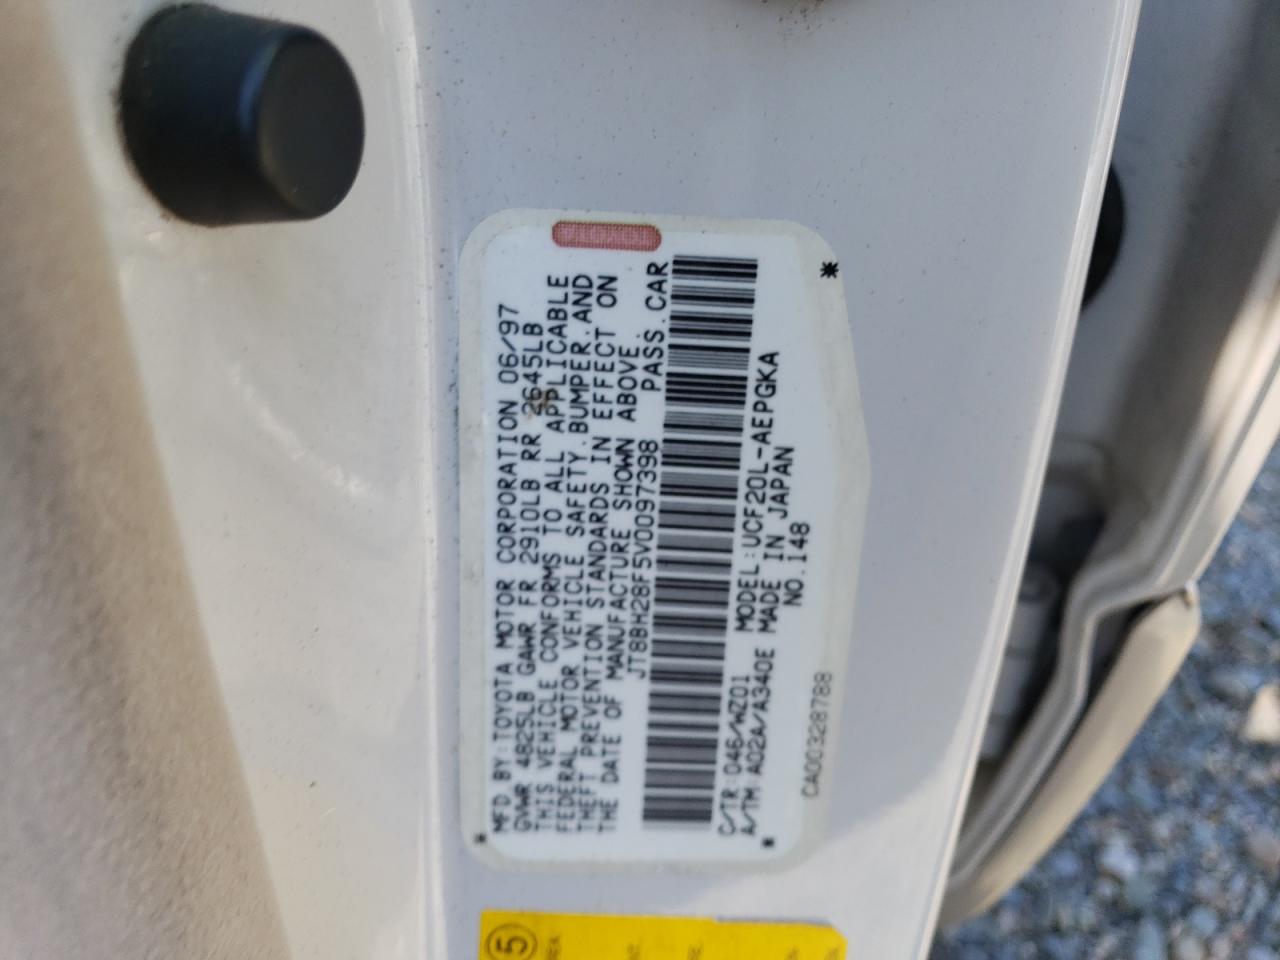 MFD BY:TOYOTA MOTOR CORPORATION 06/97
GVWR 4825LB GAWR FR 2910LB RR 2645LB
THIS VEHICLE CONFORMS TO ALL APPLICABLE
FEDERAL MOTOR VEHICLE SAFETY.BUMPER.AND
THEFT PREVENTION STANDARDS IN EFFECT ON
THE DATE OF MANUFACTURE SHOWN ABOVE.
JT8BH28F5V0097398 PASS.CAR
C/TR:046/WZ01 MODEL:UCF20L-AEPGKA
A/TM:A02A/A340E MADE IN JAPAN
NO.148
CA00328788
5